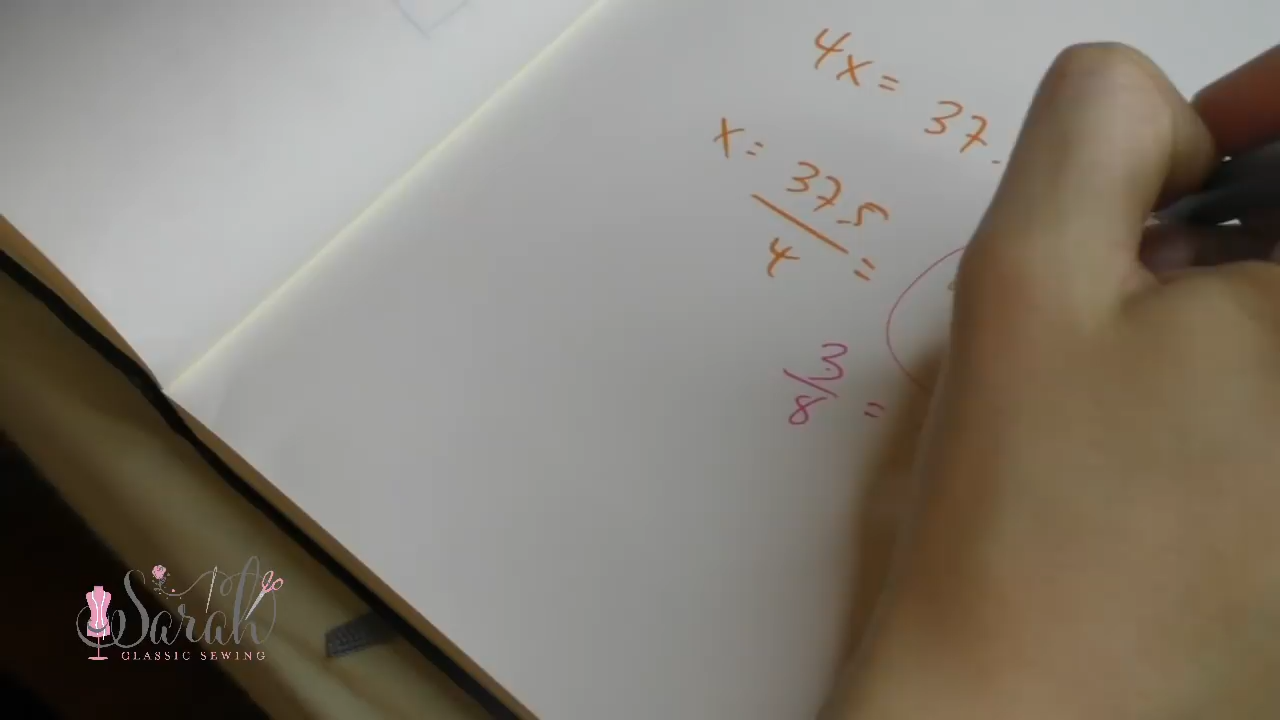 4x = 37.
x = 37.5
4 =
3/8 =
Sarah
CLASSIC SEWING